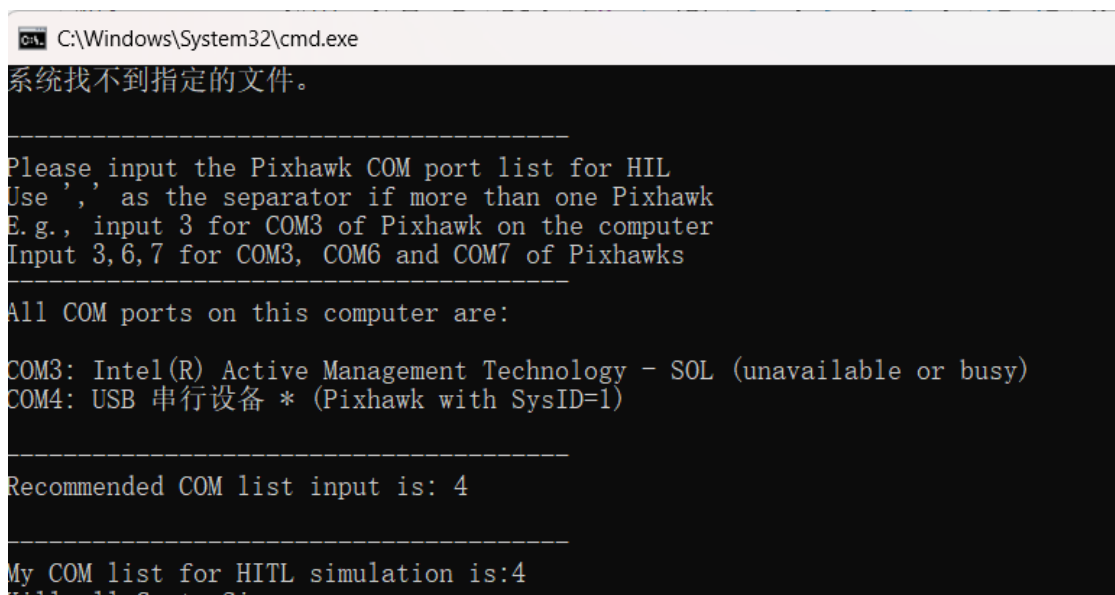 C:\Windows\System32\cmd.exe
系统找不到指定的文件。
---------------------------------------
Please input the Pixhawk COM port list for HIL
Use ',' as the separator if more than one Pixhawk
E.g., input 3 for COM3 of Pixhawk on the computer
Input 3,6,7 for COM3, COM6 and COM7 of Pixhawks
---------------------------------------
All COM ports on this computer are:
COM3: Intel(R) Active Management Technology - SOL (unavailable or busy)
COM4: USB 串行设备 * (Pixhawk with SysID=1)
---------------------------------------
Recommended COM list input is: 4
---------------------------------------
My COM list for HITL simulation is:4